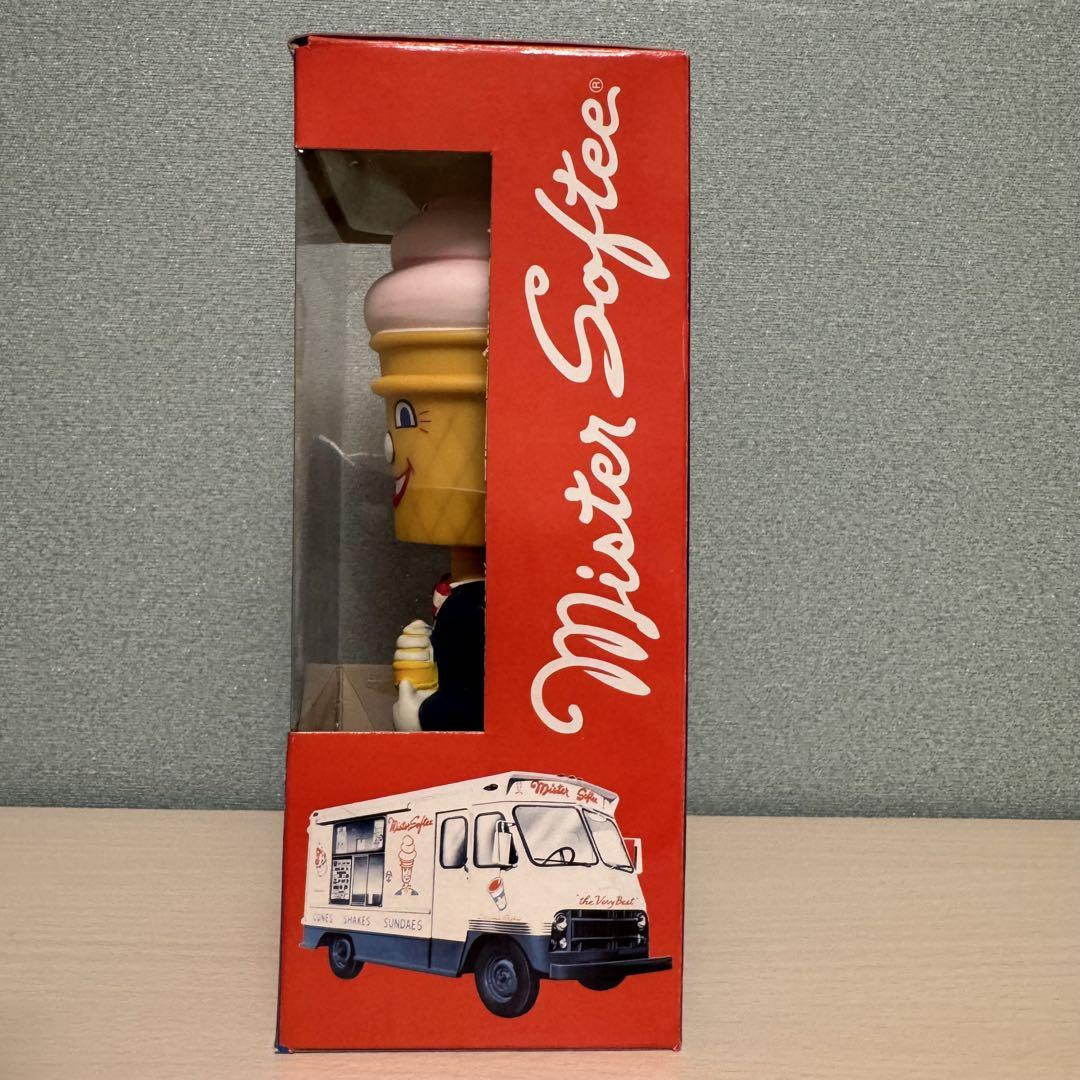 Mister Softee®
Mister Softee
Mister Softee
"the Very Best"
CONES SHAKES SUNDAES